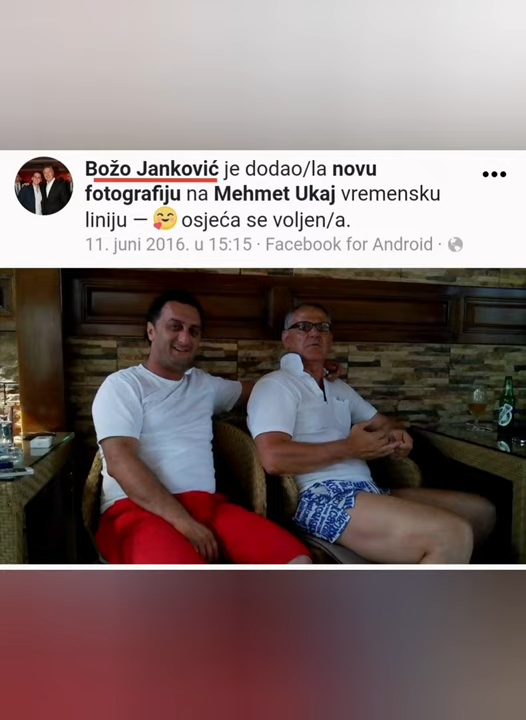 Božo Janković je dodao/la novu
fotografiju na Mehmet Ukaj vremensku
liniju — 🥰 osjeća se voljen/a.
11. juni 2016. u 15:15 · Facebook for Android ·